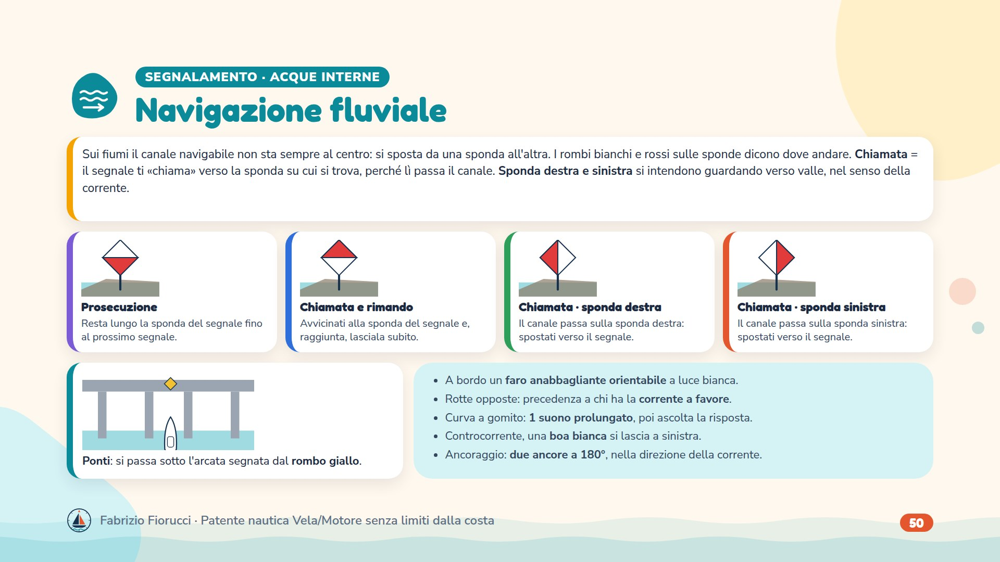 SEGNALAMENTO · ACQUE INTERNE
Navigazione fluviale
Sui fiumi il canale navigabile non sta sempre al centro: si sposta da una sponda all'altra. I rombi bianchi e rossi sulle sponde dicono dove andare. Chiamata =
il segnale ti «chiama» verso la sponda su cui si trova, perché lì passa il canale. Sponda destra e sinistra si intendono guardando verso valle, nel senso della
corrente.
Prosecuzione
Resta lungo la sponda del segnale fino
al prossimo segnale.
Chiamata e rimando
Avvicinati alla sponda del segnale e,
raggiunta, lasciala subito.
Chiamata · sponda destra
Il canale passa sulla sponda destra:
spostati verso il segnale.
Chiamata · sponda sinistra
Il canale passa sulla sponda sinistra:
spostati verso il segnale.
Ponti: si passa sotto l'arcata segnata dal rombo giallo.
• A bordo un faro anabbagliante orientabile a luce bianca.
• Rotte opposte: precedenza a chi ha la corrente a favore.
• Curva a gomito: 1 suono prolungato, poi ascolta la risposta.
• Controcorrente, una boa bianca si lascia a sinistra.
• Ancoraggio: due ancore a 180°, nella direzione della corrente.
Fabrizio Fiorucci · Patente nautica Vela/Motore senza limiti dalla costa
50